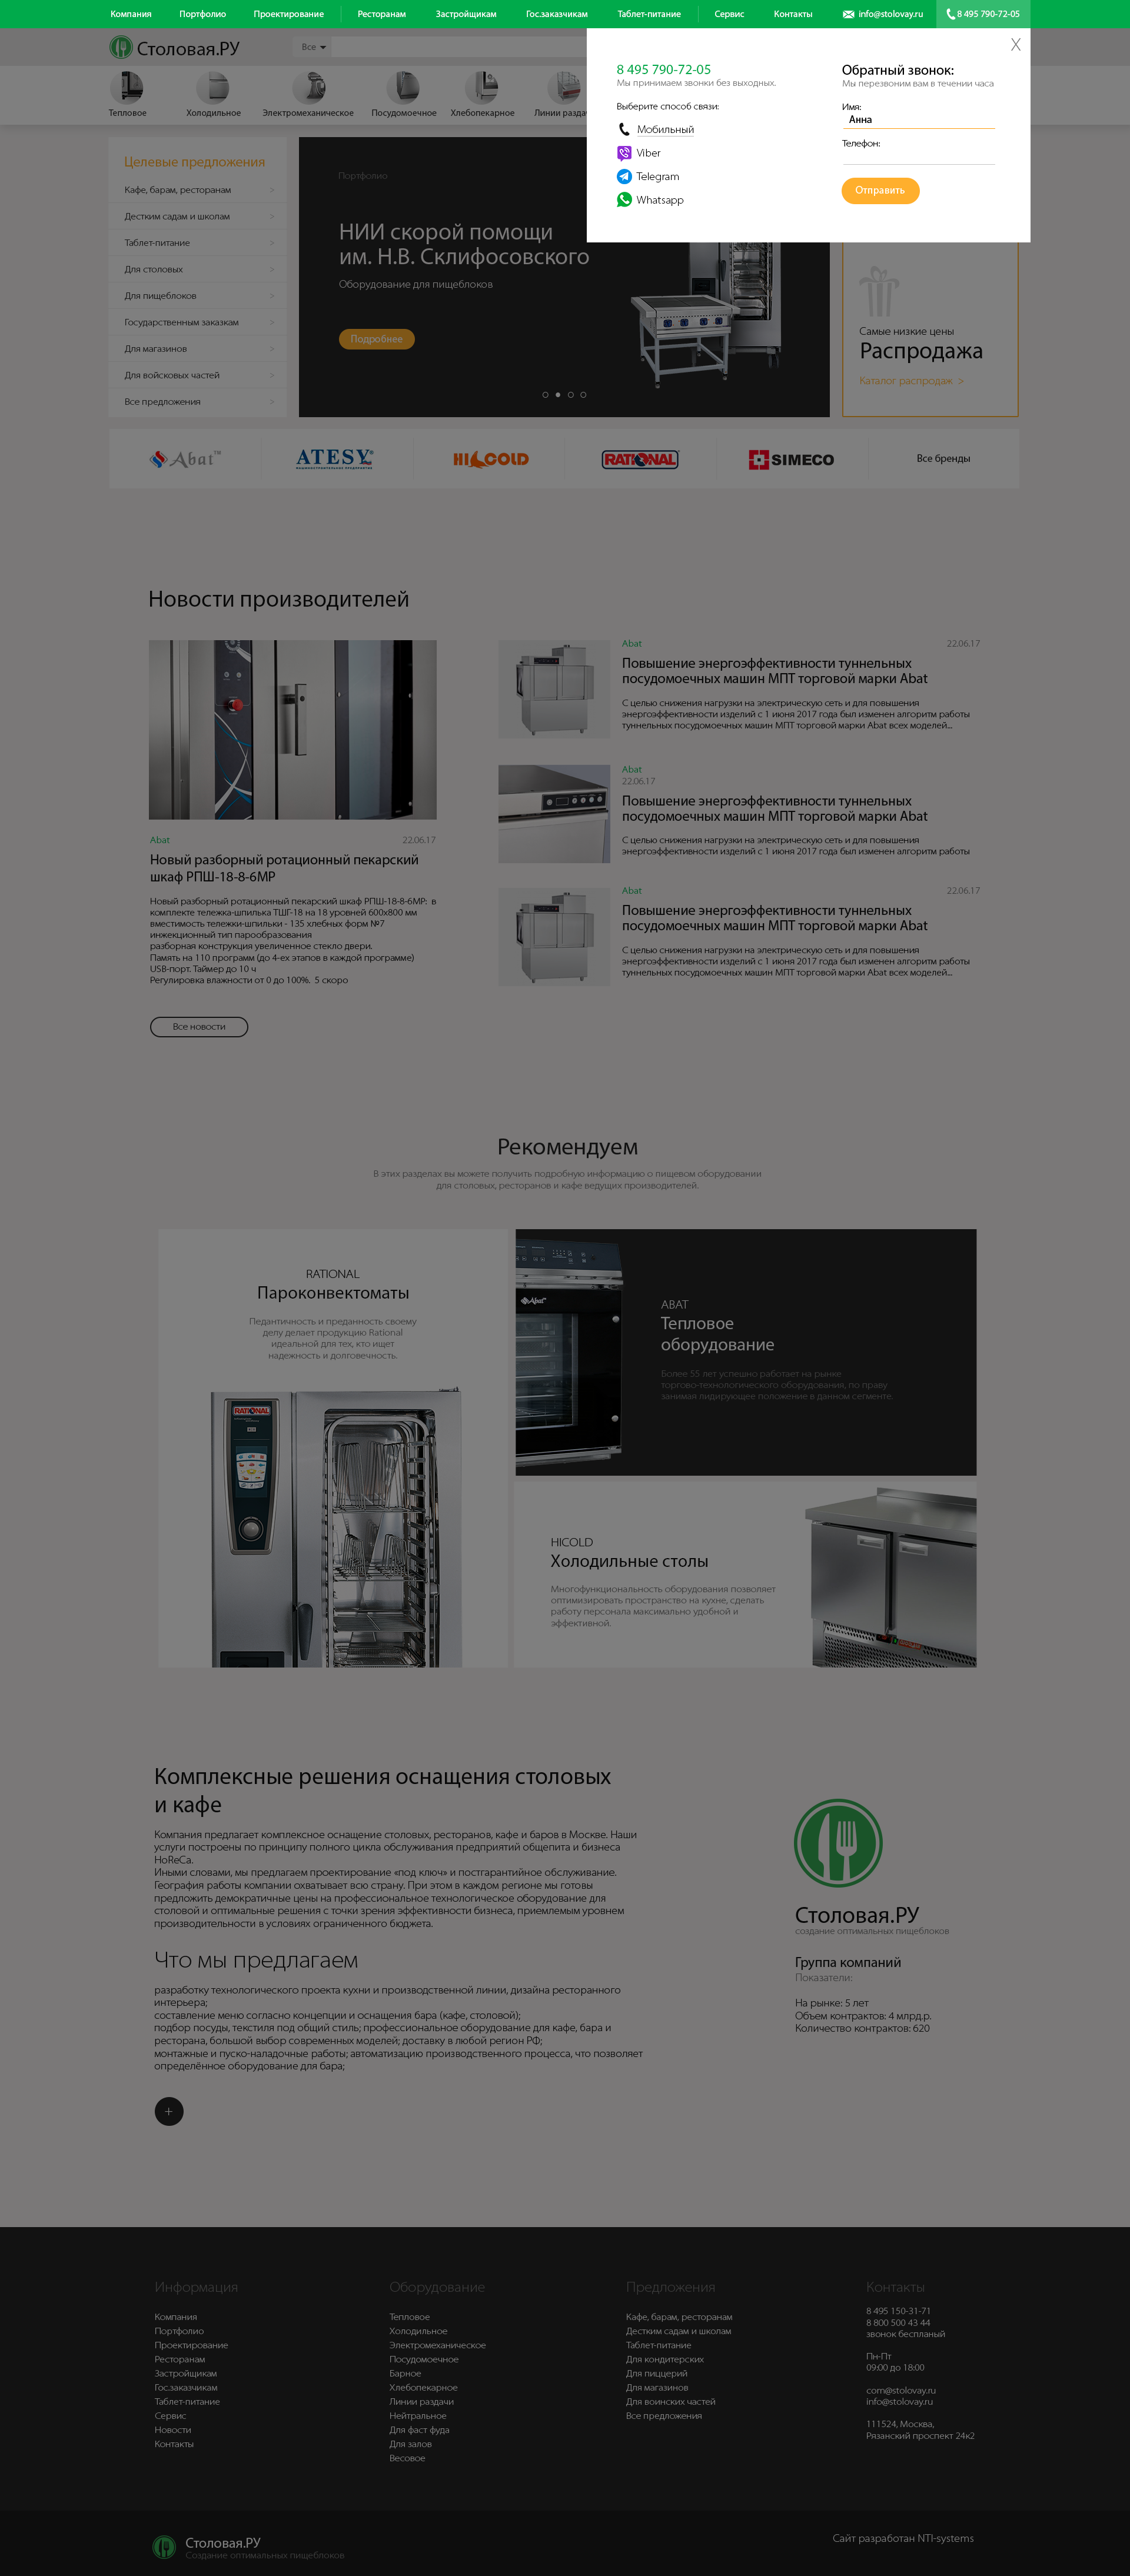 Компания
Портфолио
Проектирование
Ресторанам
Застройщикам
Гос.заказчикам
Таблет-питание
Сервис
Контакты
info@stolovay.ru
8 495 790-72-05
Столовая.РУ
Все
Тепловое
Холодильное
Электромеханическое
Посудомоечное
Хлебопекарное
Линии раздач
X
8 495 790-72-05
Мы принимаем звонки без выходных.
Выберите способ связи:
Мобильный
Viber
Telegram
Whatsapp
Обратный звонок:
Мы перезвоним вам в течении часа
Имя:
Анна
Телефон:
Отправить
Целевые предложения
Кафе, барам, ресторанам >
Дестким садам и школам >
Таблет-питание >
Для столовых >
Для пищеблоков >
Государственным заказкам >
Для магазинов >
Для войсковых частей >
Все предложения >
Портфолио
НИИ скорой помощи
им. Н.В. Склифосовского
Оборудование для пищеблоков
Подробнее
Самые низкие цены
Распродажа
Каталог распродаж >
Abat™
ATESY®
HICOLD
RATIONAL
SIMECO
Все бренды
Новости производителей
Abat 22.06.17
Новый разборный ротационный пекарский
шкаф РПШ-18-8-6МР
Новый разборный ротационный пекарский шкаф РПШ-18-8-6МР: в
комплекте тележка-шпилька ТШГ-18 на 18 уровней 600х800 мм
вместимость тележки-шпильки - 135 хлебных форм №7
инжекционный тип парообразования
разборная конструкция увеличенное стекло двери.
Память на 110 программ (до 4-ех этапов в каждой программе)
USB-порт. Таймер до 10 ч
Регулировка влажности от 0 до 100%. 5 скоро
Все новости
Abat 22.06.17
Повышение энергоэффективности туннельных
посудомоечных машин МПТ торговой марки Abat
С целью снижения нагрузки на электрическую сеть и для повышения
энергоэффективности изделий с 1 июня 2017 года был изменен алгоритм работы
туннельных посудомоечных машин МПТ торговой марки Abat всех моделей...
Abat
22.06.17
Повышение энергоэффективности туннельных
посудомоечных машин МПТ торговой марки Abat
С целью снижения нагрузки на электрическую сеть и для повышения
энергоэффективности изделий с 1 июня 2017 года был изменен алгоритм работы
Abat 22.06.17
Повышение энергоэффективности туннельных
посудомоечных машин МПТ торговой марки Abat
С целью снижения нагрузки на электрическую сеть и для повышения
энергоэффективности изделий с 1 июня 2017 года был изменен алгоритм работы
туннельных посудомоечных машин МПТ торговой марки Abat всех моделей...
Рекомендуем
В этих разделах вы можете получить подробную информацию о пищевом оборудовании
для столовых, ресторанов и кафе ведущих производителей.
RATIONAL
Пароконвектоматы
Педантичность и преданность своему
делу делает продукцию Rational
идеальной для тех, кто ищет
надежность и долговечность.
RATIONAL
Abat™
ABAT
Тепловое
оборудование
Более 55 лет успешно работает на рынке
торгово-технологического оборудования, по праву
занимая лидирующее положение в данном сегменте.
HICOLD
Холодильные столы
Многофункциональность оборудования позволяет
оптимизировать пространство на кухне, сделать
работу персонала максимально удобной и
эффективной.
Комплексные решения оснащения столовых
и кафе
Компания предлагает комплексное оснащение столовых, ресторанов, кафе и баров в Москве. Наши
услуги построены по принципу полного цикла обслуживания предприятий общепита и бизнеса
HoReCa.
Иными словами, мы предлагаем проектирование «под ключ» и постгарантийное обслуживание.
География работы компании охватывает всю страну. При этом в каждом регионе мы готовы
предложить демократичные цены на профессиональное технологическое оборудование для
столовой и оптимальные решения с точки зрения эффективности бизнеса, приемлемым уровнем
производительности в условиях ограниченного бюджета.
Что мы предлагаем
разработку технологического проекта кухни и производственной линии, дизайна ресторанного
интерьера;
составление меню согласно концепции и оснащения бара (кафе, столовой);
подбор посуды, текстиля под общий стиль; профессиональное оборудование для кафе, бара и
ресторана, большой выбор современных моделей; доставку в любой регион РФ;
монтажные и пуско-наладочные работы; автоматизацию производственного процесса, что позволяет
определённое оборудование для бара;
+
Столовая.РУ
создание оптимальных пищеблоков
Группа компаний
Показатели:
На рынке: 5 лет
Объем контрактов: 4 млрд.р.
Количество контрактов: 620
Информация
Компания
Портфолио
Проектирование
Ресторанам
Застройщикам
Гос.заказчикам
Таблет-питание
Сервис
Новости
Контакты
Оборудование
Тепловое
Холодильное
Электромеханическое
Посудомоечное
Барное
Хлебопекарное
Линии раздачи
Нейтральное
Для фаст фуда
Для залов
Весовое
Предложения
Кафе, барам, ресторанам
Дестким садам и школам
Таблет-питание
Для кондитерских
Для пиццерий
Для магазинов
Для воинских частей
Все предложения
Контакты
8 495 150-31-71
8 800 500 43 44
звонок беспланый
Пн-Пт
09:00 до 18:00
com@stolovay.ru
info@stolovay.ru
111524, Москва,
Рязанский проспект 24к2
Столовая.РУ
Создание оптимальных пищеблоков
Сайт разработан NTI-systems